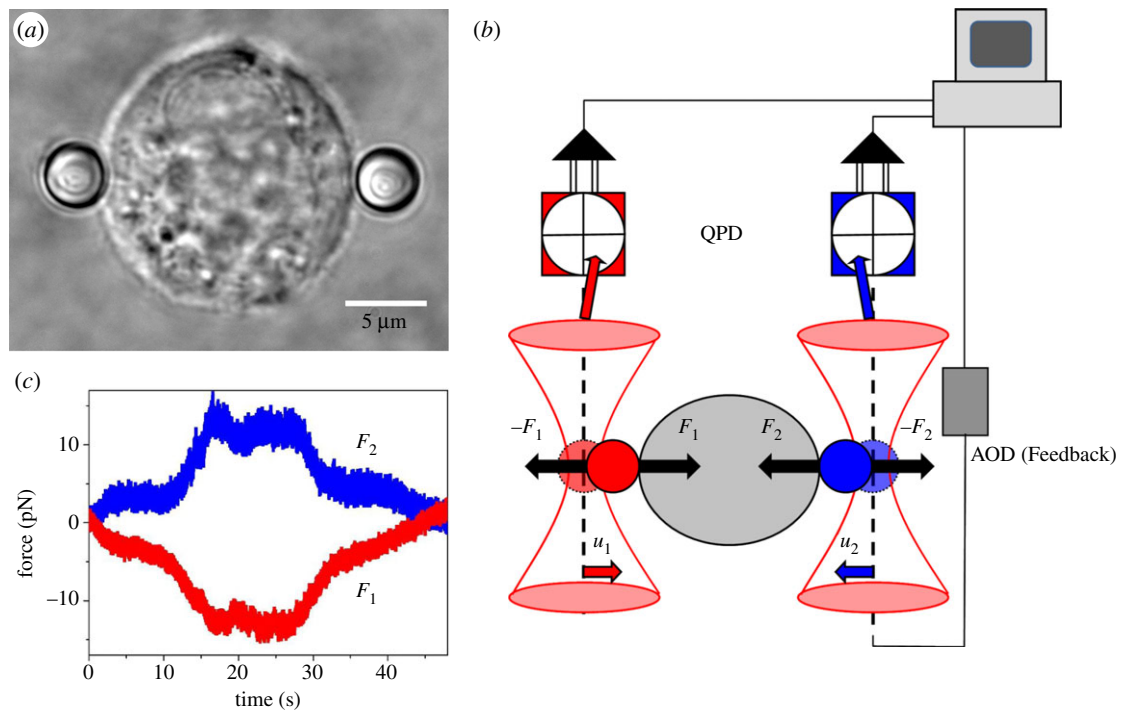 (a)
5 µm
(b)
QPD
–F1
F1
F2
–F2
AOD (Feedback)
u1
u2
(c)
10
0
–10
force (pN)
F2
F1
0
10
20
30
40
time (s)